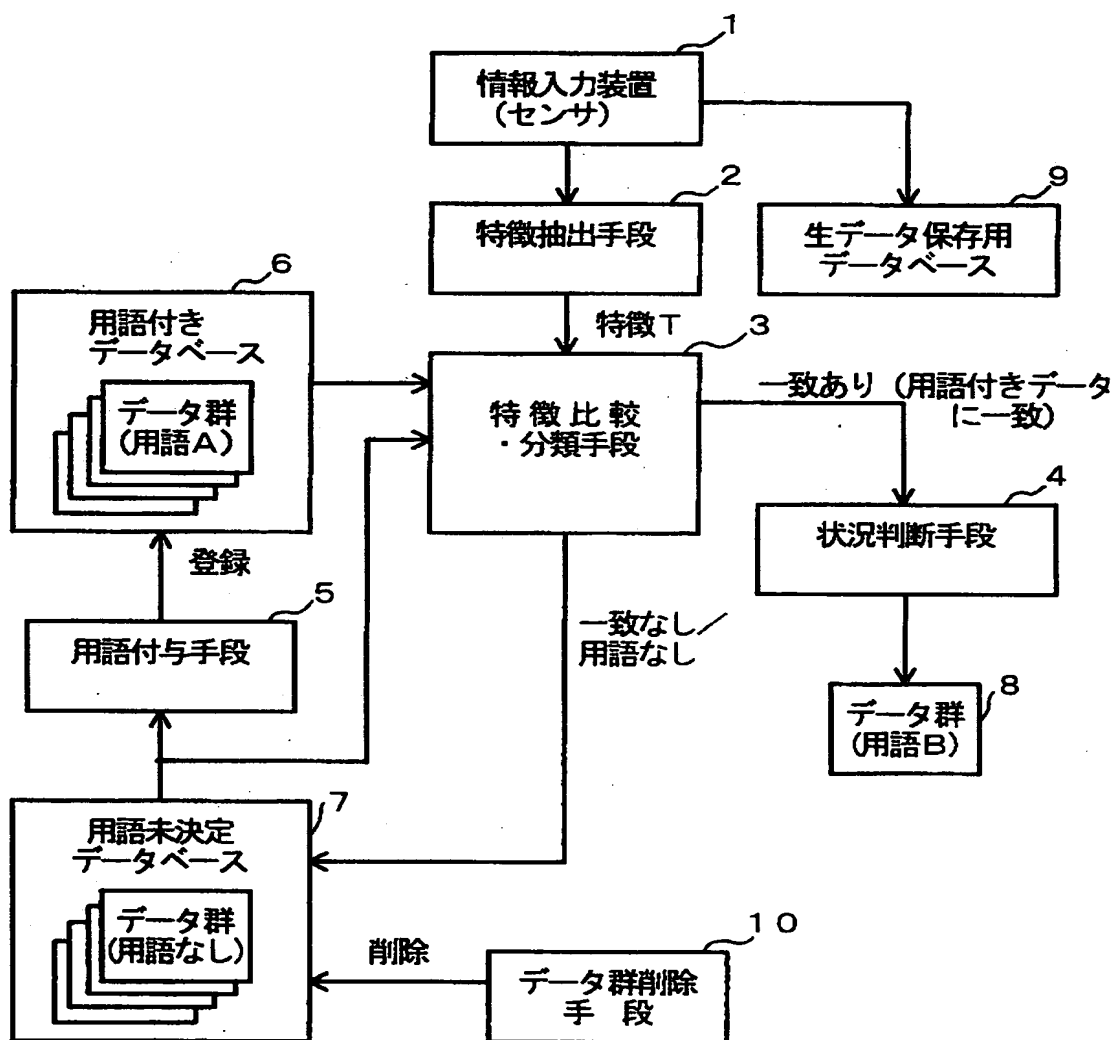 1
情報入力装置
(センサ)
2
特徴抽出手段
9
生データ保存用
データベース
6
用語付き
データベース
データ群
(用語A)
特徴T
3
特徴比較
・分類手段
一致あり(用語付きデータ
に一致)
4
状況判断手段
登録
5
用語付与手段
一致なし/
用語なし
8
データ群
(用語B)
7
用語未決定
データベース
データ群
(用語なし)
削除
10
データ群削除
手 段